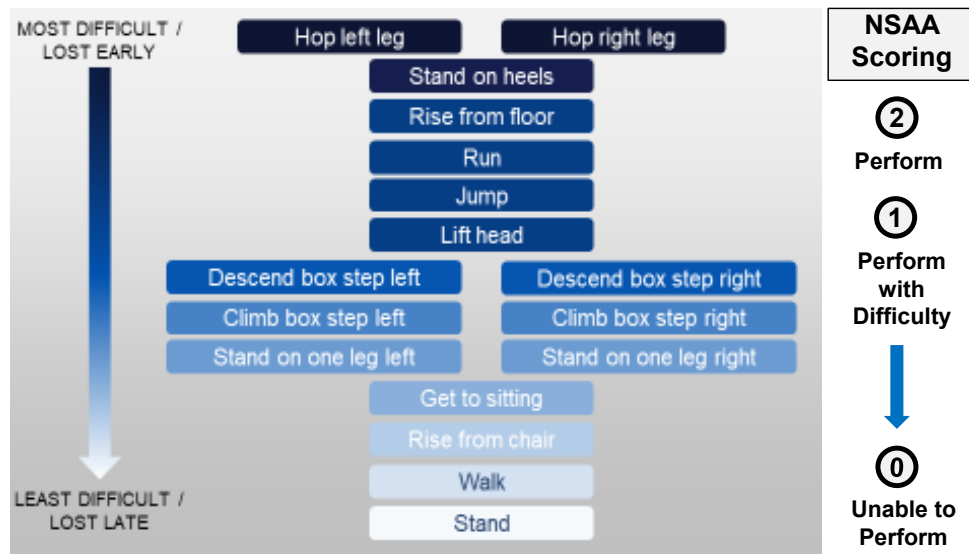 MOST DIFFICULT /
LOST EARLY
Hop left leg
Hop right leg
Stand on heels
Rise from floor
Run
Jump
Lift head
Descend box step left
Descend box step right
Climb box step left
Climb box step right
Stand on one leg left
Stand on one leg right
Get to sitting
Rise from chair
Walk
Stand
LEAST DIFFICULT /
LOST LATE
NSAA
Scoring
2
Perform
1
Perform
with
Difficulty
0
Unable to
Perform